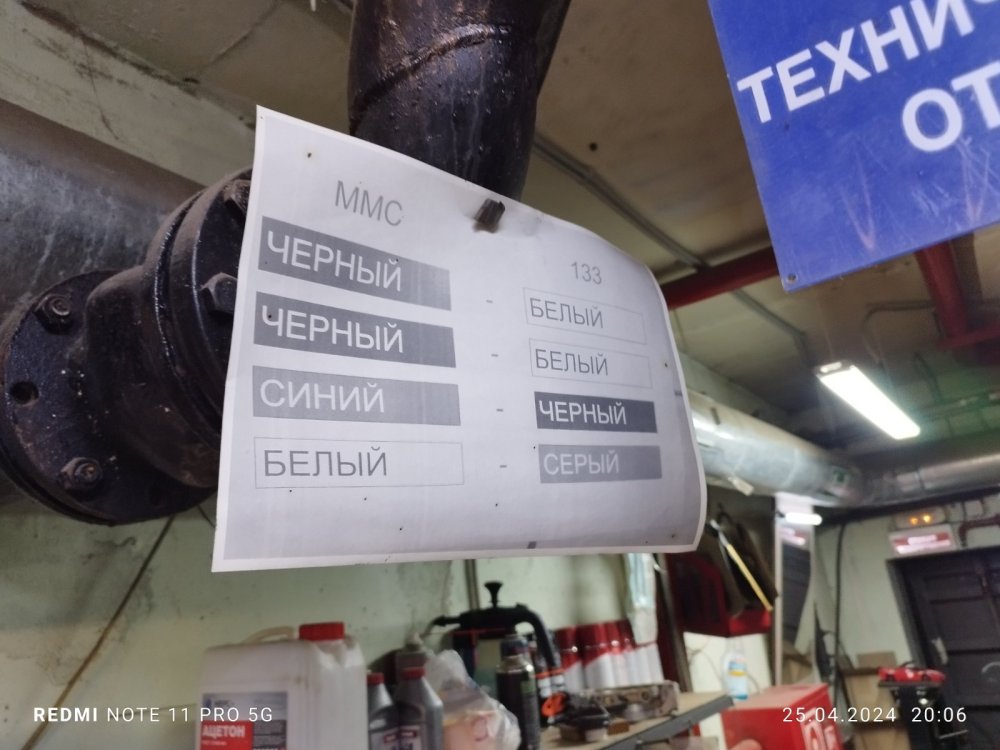 ММС
133
ЧЕРНЫЙ - БЕЛЫЙ
ЧЕРНЫЙ - БЕЛЫЙ
СИНИЙ - ЧЕРНЫЙ
БЕЛЫЙ - СЕРЫЙ
ТЕХНИЧ
ОТ
АЦЕТОН
REDMI NOTE 11 PRO 5G
25.04.2024 20:06